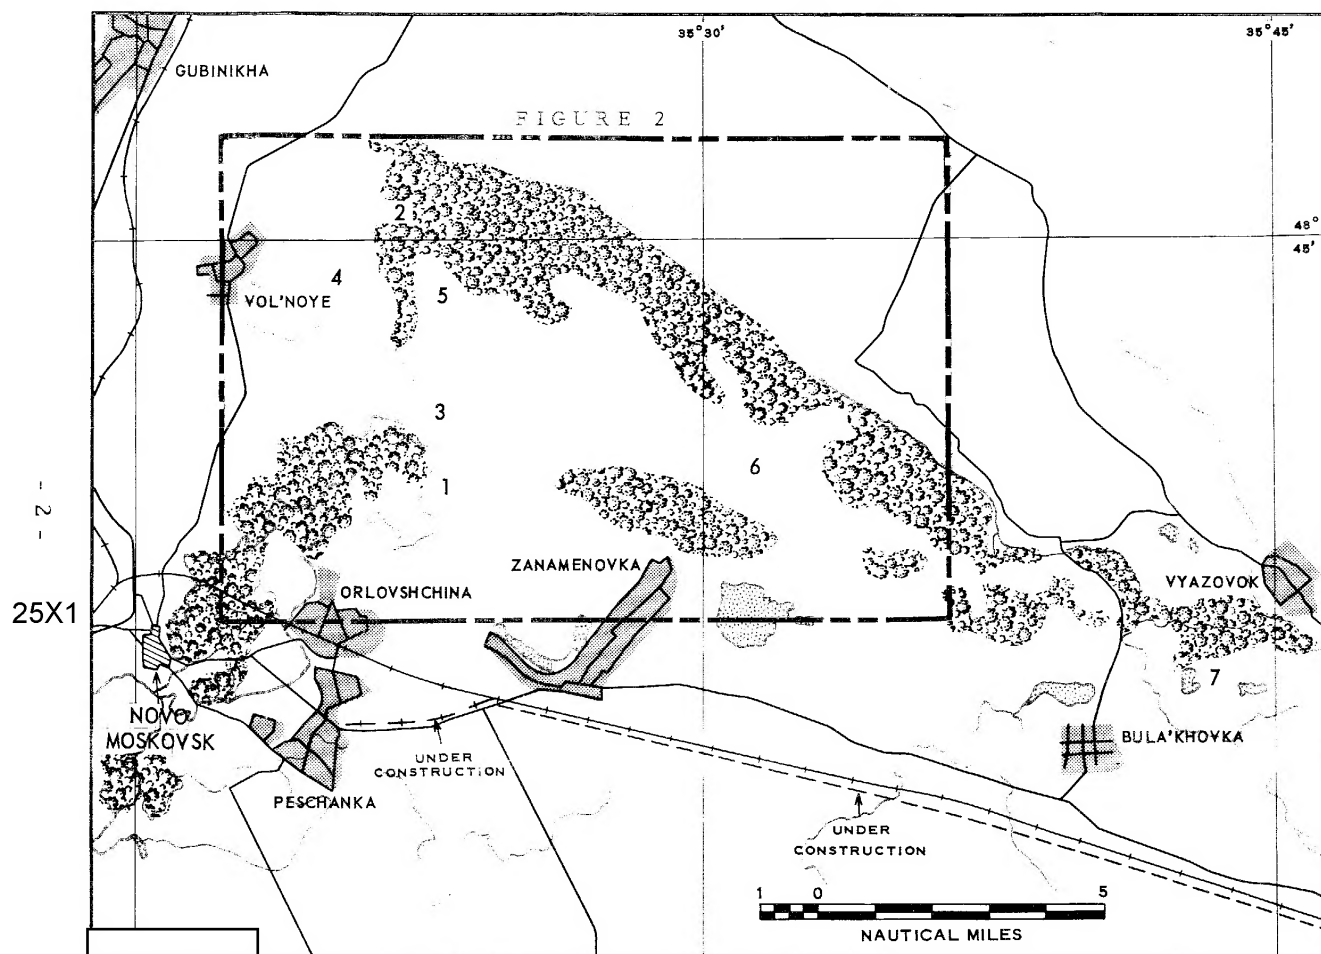 35°30'
35°45'
GUBINIKHA
FIGURE 2
2
48°
45'
4
5
VOL'NOYE
3
6
1
- 2 -
ZANAMENOVKA
VYAZOVOK
ORLOVSHCHINA
25X1
7
NOVO
MOSKOVSK
BULA'KHOVKA
UNDER
CONSTRUCTION
PESCHANKA
UNDER
CONSTRUCTION
1 0 5
NAUTICAL MILES